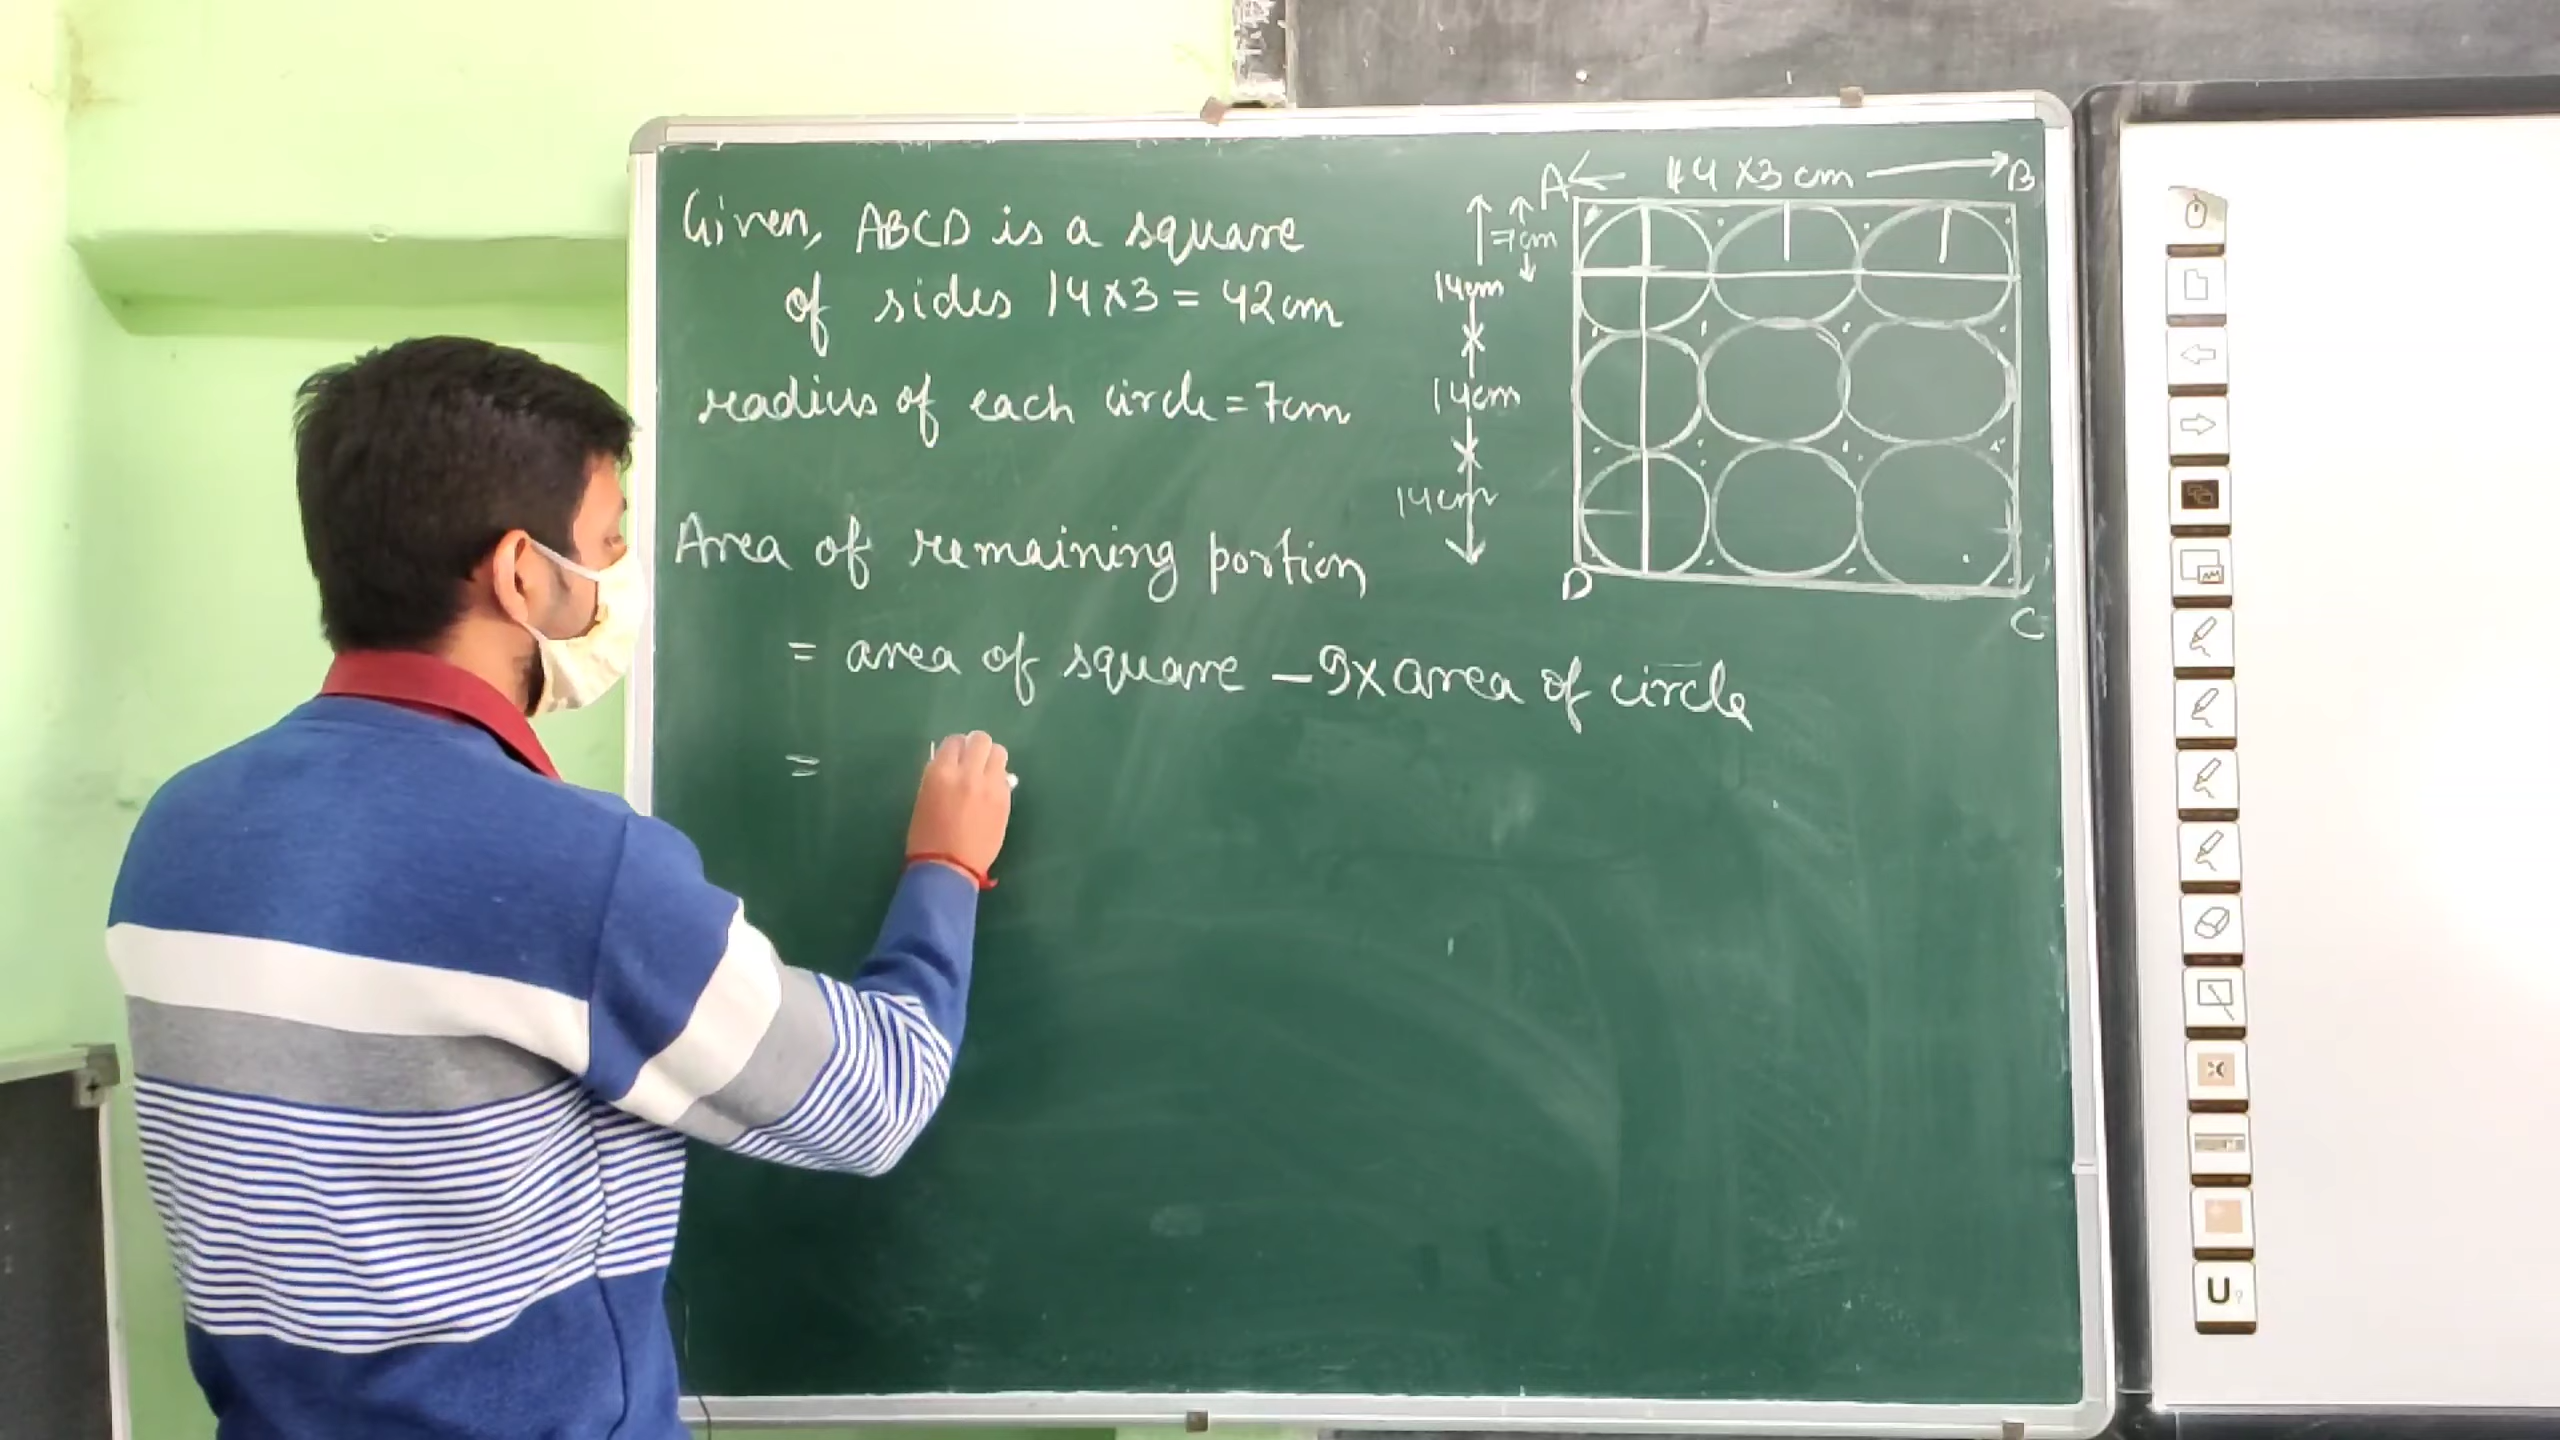 Given, ABCD is a square
of sides 14×3 = 42cm
radius of each circle = 7cm
Area of remaining portion
= area of square – 9× area of circle
=
A ← 14 ×3 cm → B
7cm
14cm
14cm
14cm
D
C
U?